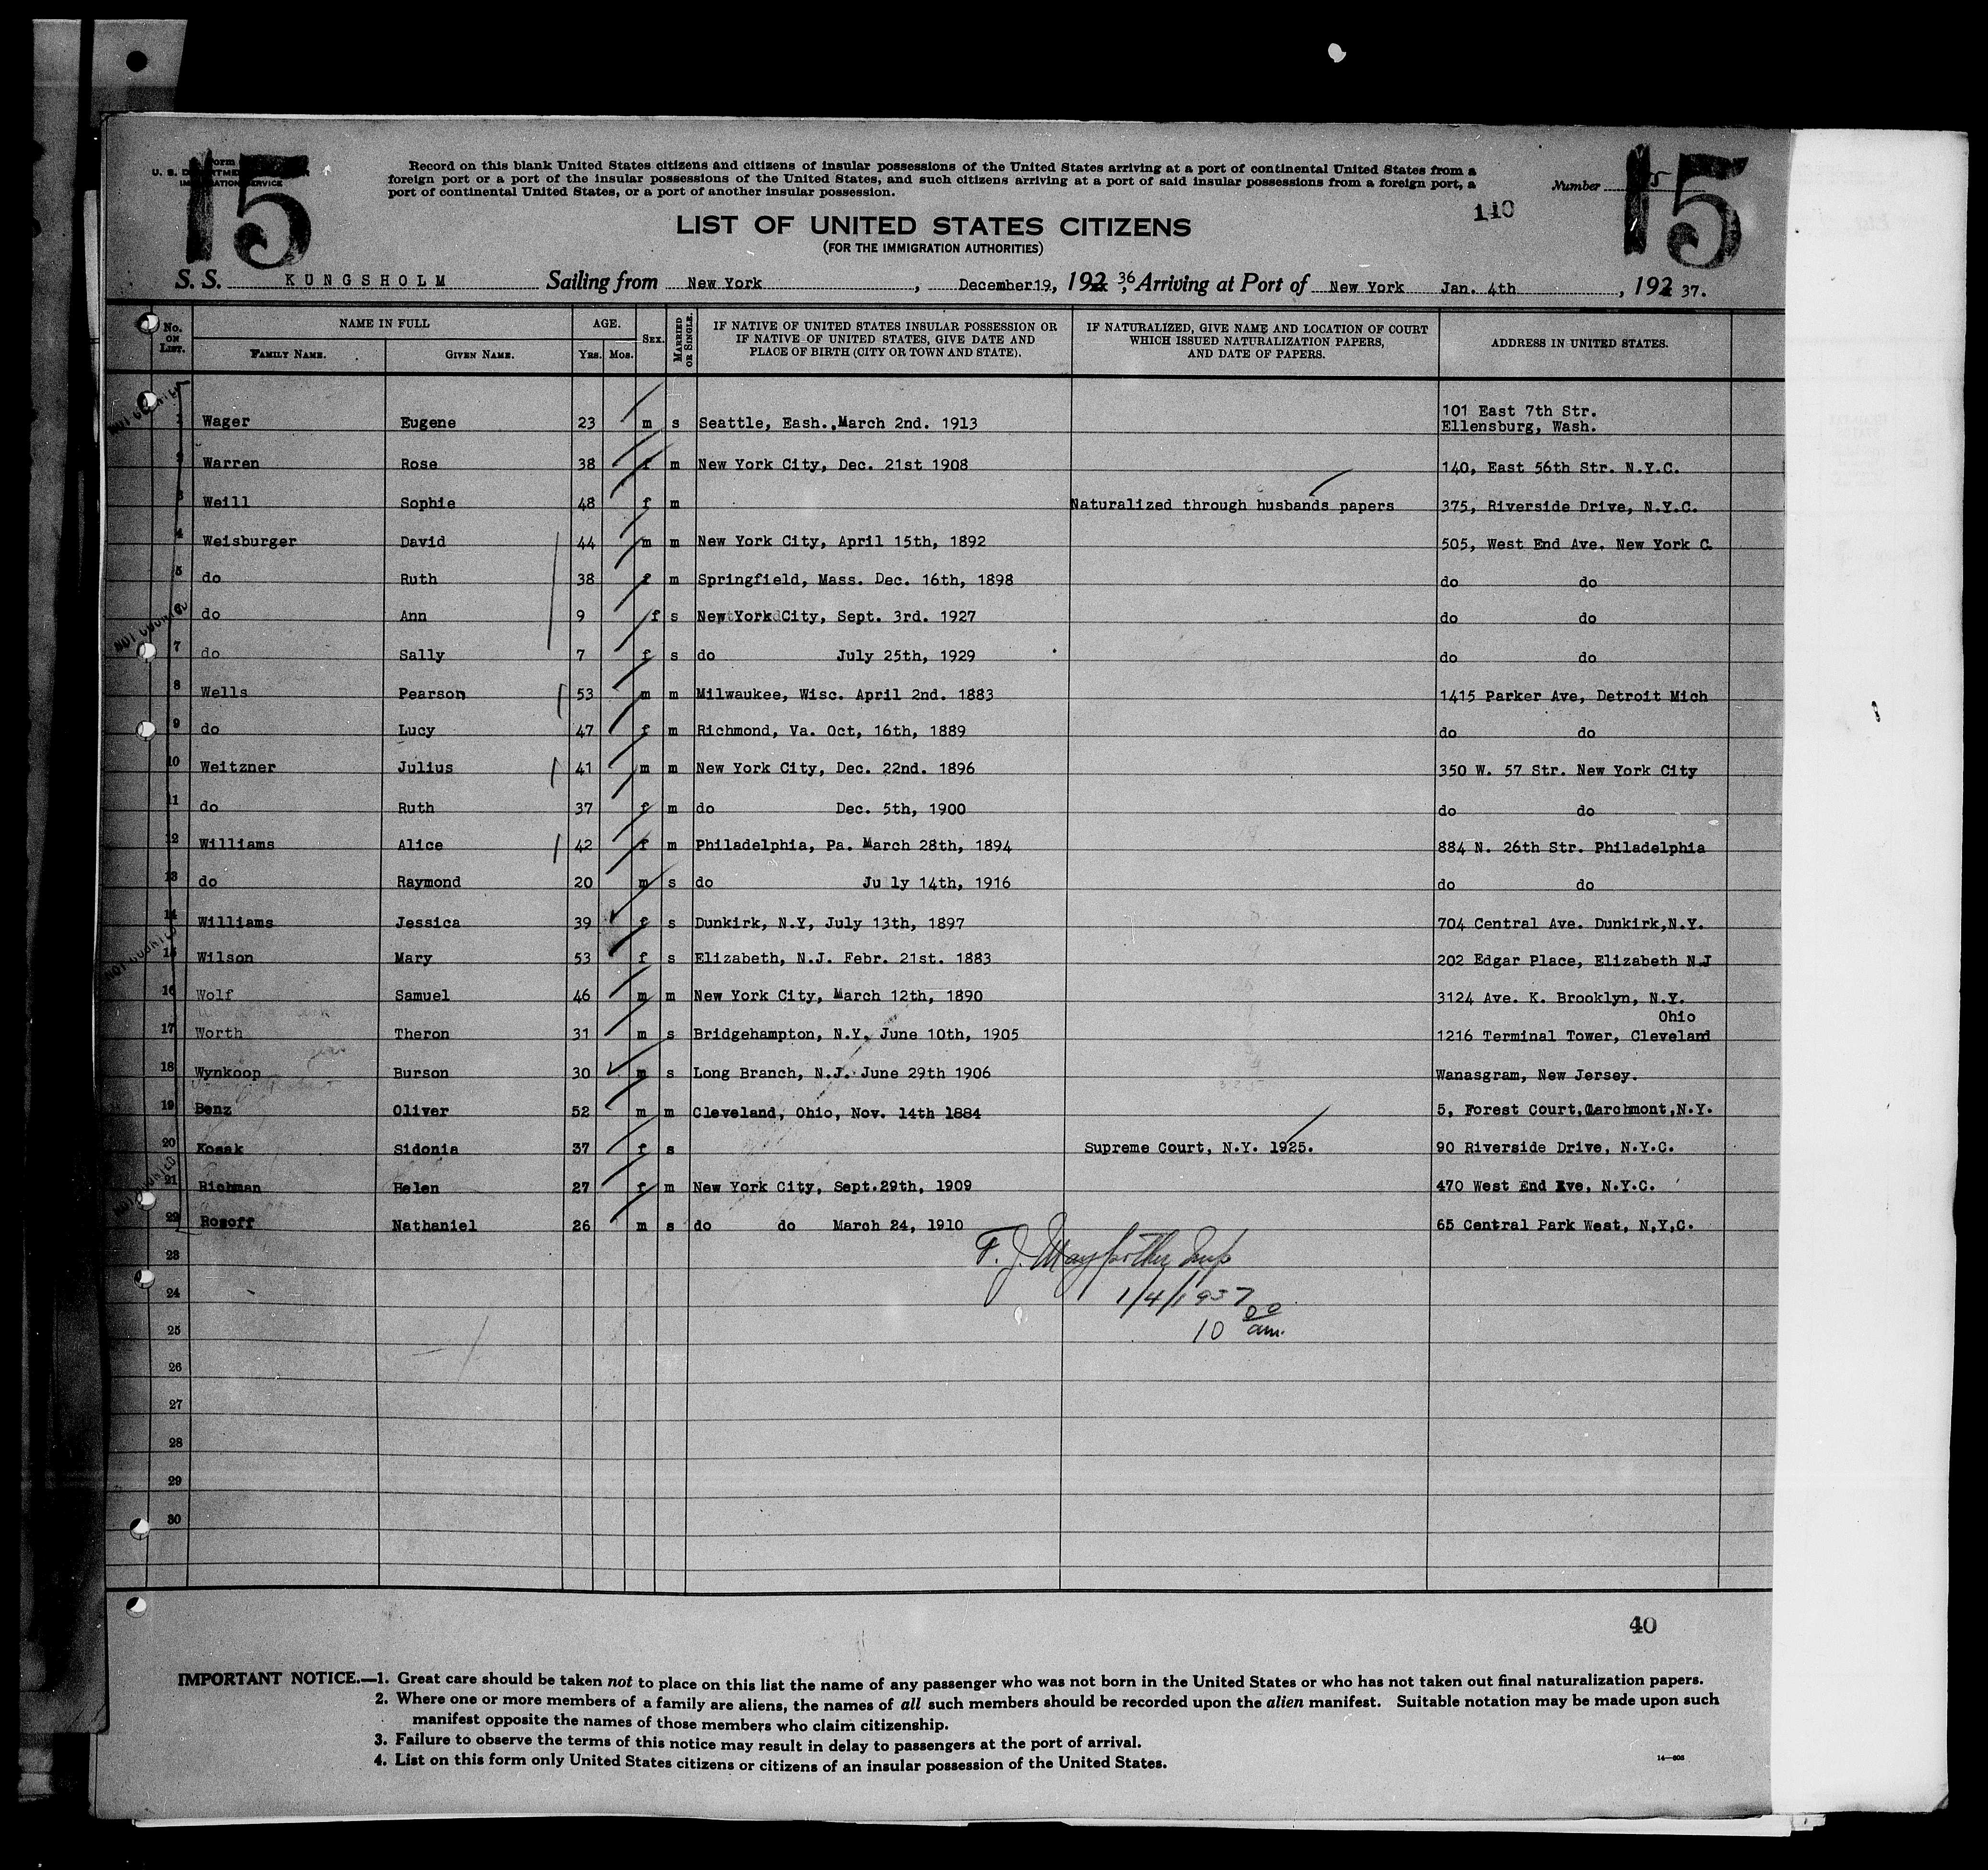 15
15
Form
U. S. D
IMMIGRATION SERVICE
Record on this blank United States citizens and citizens of insular possessions of the United States arriving at a port of continental United States from a
foreign port or a port of the insular possessions of the United States, and such citizens arriving at a port of said insular possessions from a foreign port, a
port of continental United States, or a port of another insular possession.
Number
110
LIST OF UNITED STATES CITIZENS
(FOR THE IMMIGRATION AUTHORITIES)
S. S. KUNGSHOLM Sailing from New York, December 19, 192 36, Arriving at Port of New York Jan. 4th, 192 37.
No. ON LIST. NAME IN FULL FAMILY NAME. GIVEN NAME. AGE. YRS. MOS. SEX. MARRIED OR SINGLE. IF NATIVE OF UNITED STATES INSULAR POSSESSION OR IF NATIVE OF UNITED STATES, GIVE DATE AND PLACE OF BIRTH (CITY OR TOWN AND STATE). IF NATURALIZED, GIVE NAME AND LOCATION OF COURT WHICH ISSUED NATURALIZATION PAPERS, AND DATE OF PAPERS. ADDRESS IN UNITED STATES.
1 Wager Eugene 23 m s Seattle, Eash., March 2nd. 1913 101 East 7th Str. Ellensburg, Wash.
2 Warren Rose 38 f m New York City, Dec. 21st 1908 140, East 56th Str. N.Y.C.
3 Weill Sophie 48 f m Naturalized through husbands papers 375, Riverside Drive, N.Y.C.
4 Weisburger David 44 m m New York City, April 15th, 1892 505, West End Ave. New York C.
5 do Ruth 38 f m Springfield, Mass. Dec. 16th, 1898 do do
6 do Ann 9 f s New York City, Sept. 3rd. 1927 do do
7 do Sally 7 f s do July 25th, 1929 do do
8 Wells Pearson 53 m m Milwaukee, Wisc. April 2nd. 1883 1415 Parker Ave, Detroit Mich
9 do Lucy 47 f m Richmond, Va. Oct, 16th, 1889 do do
10 Weitzner Julius 41 m m New York City, Dec. 22nd. 1896 350 W. 57 Str. New York City
11 do Ruth 37 f m do Dec. 5th, 1900 do do
12 Williams Alice 42 f m Philadelphia, Pa. March 28th, 1894 884 N. 26th Str. Philadelphia
13 do Raymond 20 m s do Ju ly 14th, 1916 do do
14 Williams Jessica 39 f s Dunkirk, N.Y, July 13th, 1897 704 Central Ave. Dunkirk,N.Y.
15 Wilson Mary 53 f s Elizabeth, N.J. Febr. 21st. 1883 202 Edgar Place, Elizabeth N.J
16 Wolf Samuel 46 m m New York City, March 12th, 1890 3124 Ave. K. Brooklyn, N.Y.
17 Worth Theron 31 m s Bridgehampton, N.Y, June 10th, 1905 1216 Terminal Tower, Cleveland Ohio
18 Wynkoop Burson 30 m s Long Branch, N.J. June 29th 1906 Wanasgram, New Jersey.
19 Benz Oliver 52 m m Cleveland, Ohio, Nov. 14th 1884 5, Forest Court,Larchmont,N.Y.
20 Kosak Sidonia 37 f s Supreme Court, N.Y. 1925. 90 Riverside Drive, N.Y.C.
21 Richman Helen 27 f m New York City, Sept.29th, 1909 470 West End Ave, N.Y.C.
22 Rosoff Nathaniel 26 m s do do March 24, 1910 65 Central Park West, N,Y,C.
23
24
25
26
27
28
29
30
1/4/1937
10 00 am.
40
IMPORTANT NOTICE.—1. Great care should be taken not to place on this list the name of any passenger who was not born in the United States or who has not taken out final naturalization papers.
2. Where one or more members of a family are aliens, the names of all such members should be recorded upon the alien manifest. Suitable notation may be made upon such
manifest opposite the names of those members who claim citizenship.
3. Failure to observe the terms of this notice may result in delay to passengers at the port of arrival.
4. List on this form only United States citizens or citizens of an insular possession of the United States.